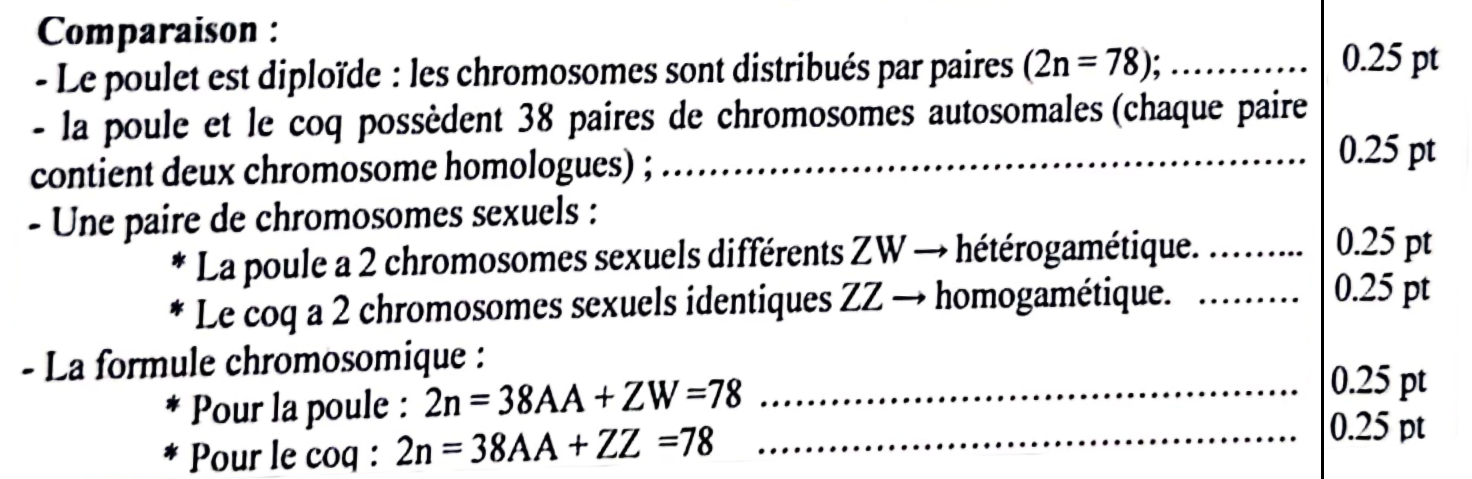 Comparaison :
- Le poulet est diploïde : les chromosomes sont distribués par paires (2n = 78); ............ 0.25 pt
- la poule et le coq possèdent 38 paires de chromosomes autosomales (chaque paire
contient deux chromosome homologues) ; ...................................................... 0.25 pt
- Une paire de chromosomes sexuels :
* La poule a 2 chromosomes sexuels différents ZW → hétérogamétique. ......... 0.25 pt
* Le coq a 2 chromosomes sexuels identiques ZZ → homogamétique. ......... 0.25 pt
- La formule chromosomique :
* Pour la poule : 2n = 38AA + ZW =78 ............................................. 0.25 pt
* Pour le coq : 2n = 38AA + ZZ =78 ............................................. 0.25 pt